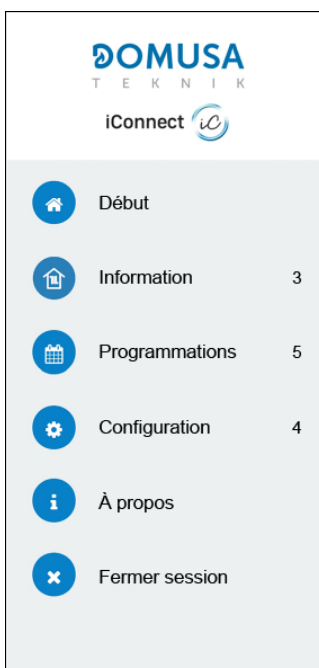 DOMUSA
TEKNIK
iConnect iC
Début
Information 3
Programmations 5
Configuration 4
À propos
Fermer session